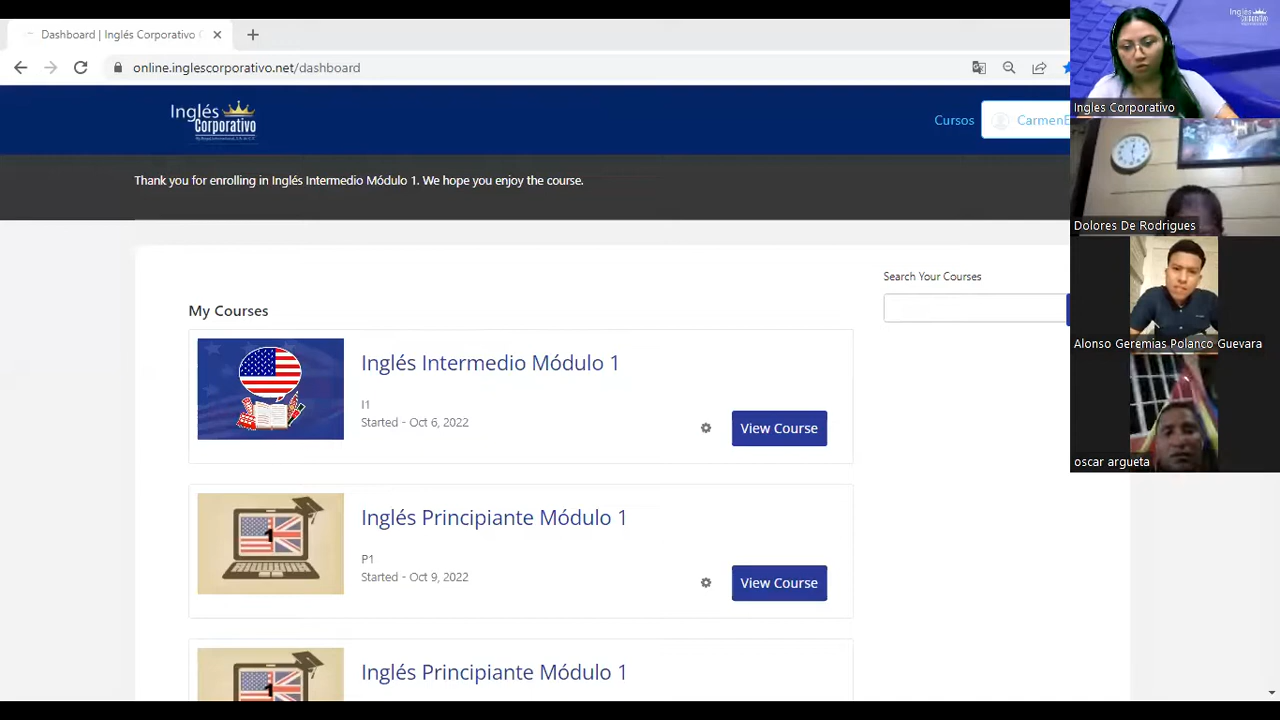 Dashboard | Inglés Corporativo
online.inglescorporativo.net/dashboard
Inglés
Corporativo
Cursos
Thank you for enrolling in Inglés Intermedio Módulo 1. We hope you enjoy the course.
Search Your Courses
My Courses
Inglés Intermedio Módulo 1
I1
Started - Oct 6, 2022
View Course
Inglés Principiante Módulo 1
P1
Started - Oct 9, 2022
View Course
Inglés Principiante Módulo 1
Inglés
Corporativo
Ingles Corporativo
Dolores De Rodrigues
Alonso Geremias Polanco Guevara
oscar argueta